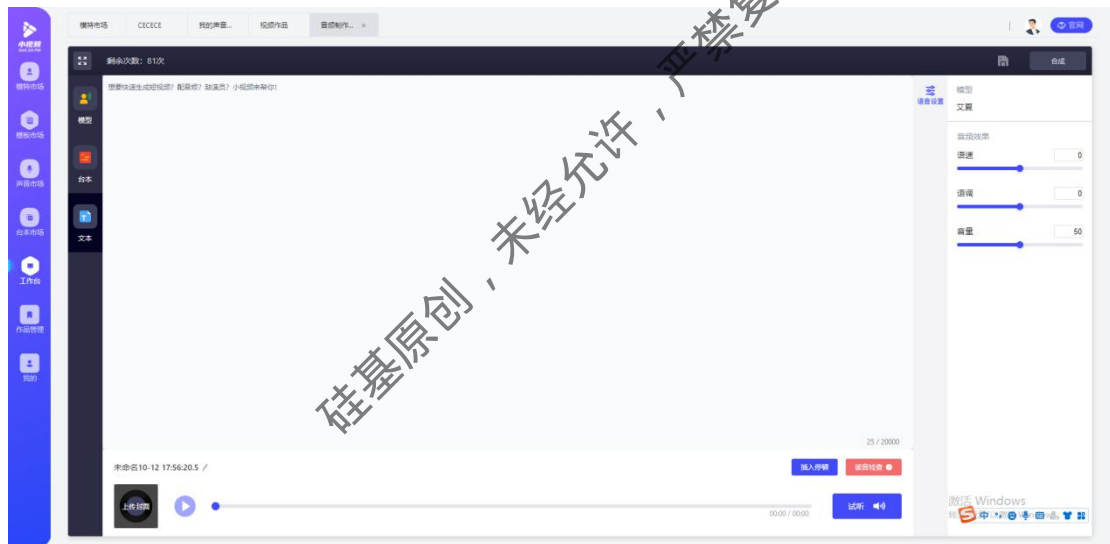 模特市场 CECECE 我的声音... 视频作品 音频制作... × 官网
小视频
剩余次数：81次 合成
模特市场
模板市场
声音市场
台本市场
工作台
作品管理
我的
模型
台本
文本
想要快速生成短视频？配音烦？缺演员？小视频来帮你！
语音设置
模型
艾夏
音频效果
语速 0
语调 0
音量 50
25 / 20000
未命名10-12 17:56:20.5
插入停顿
上传封面
00:00 / 00:00
试听
激活 Windows
中
硅基原创，未经允许，严禁复